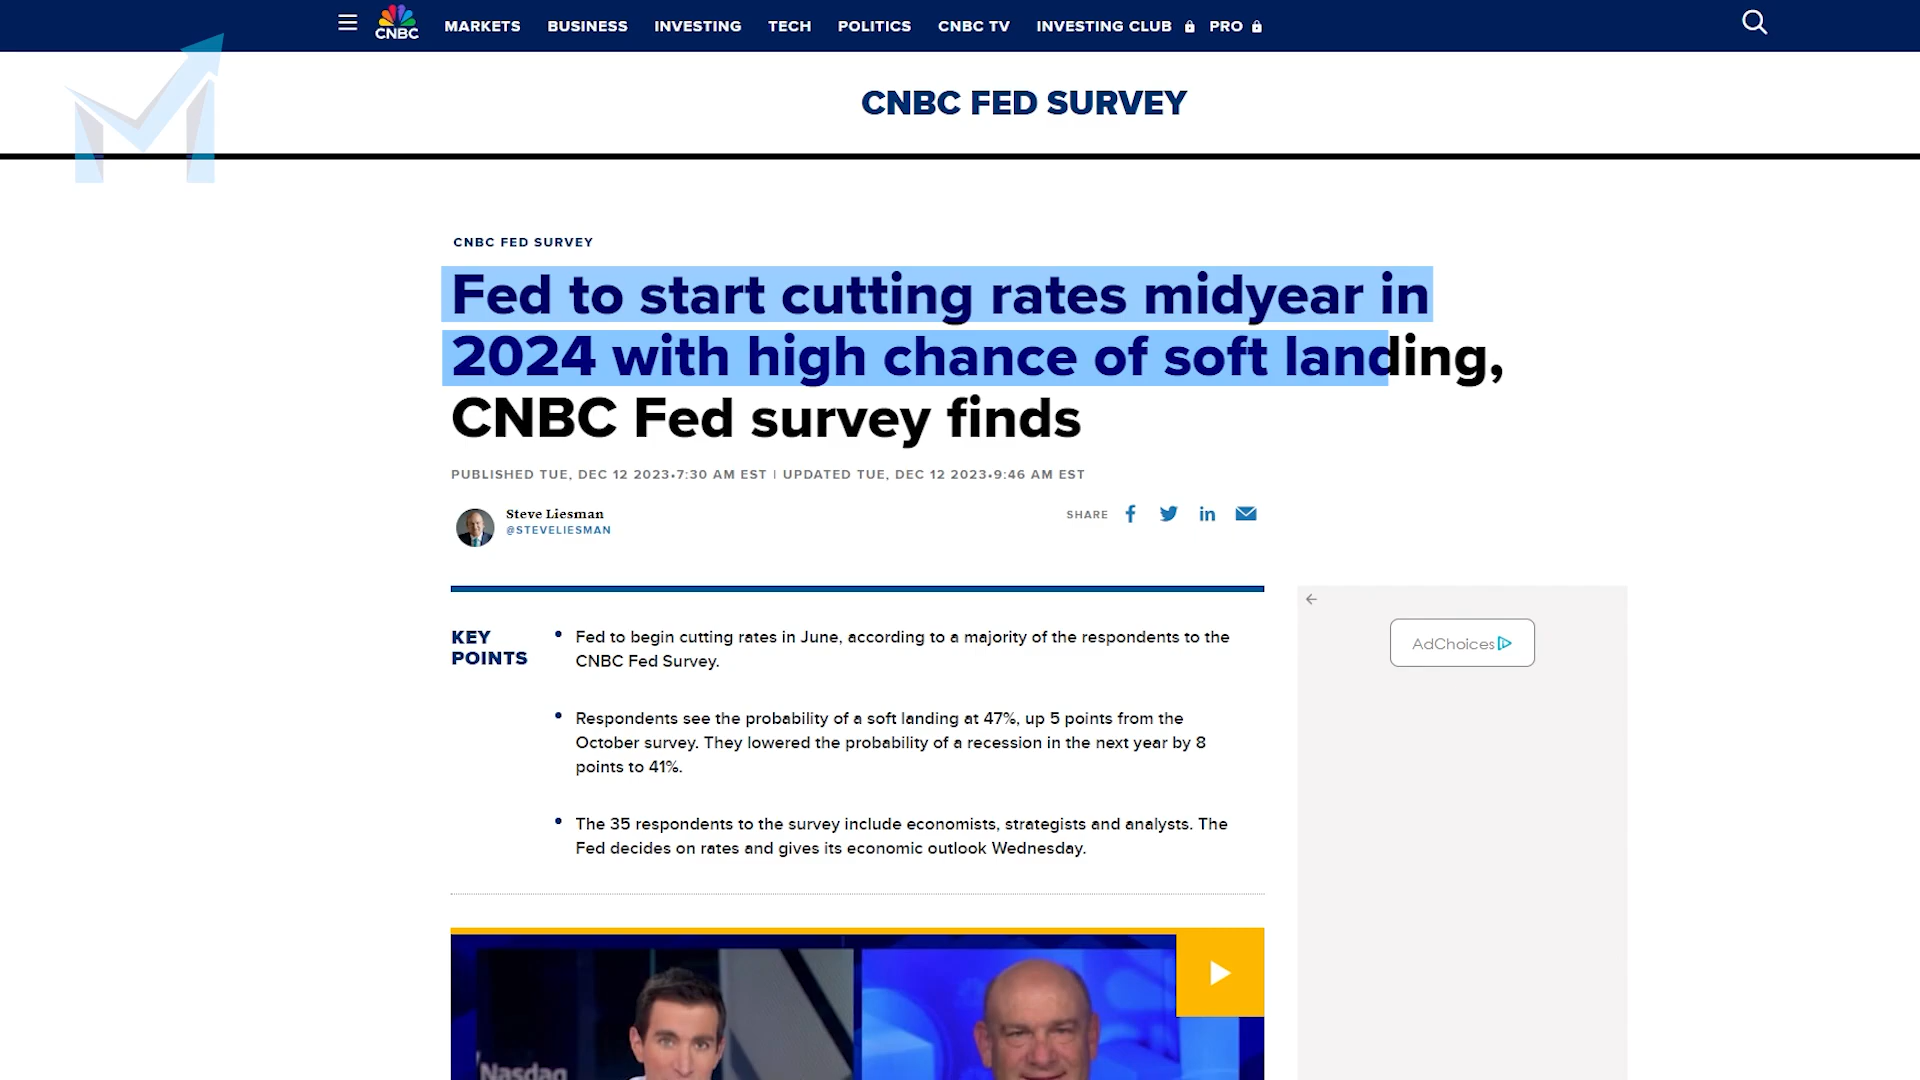 CNBC
MARKETS BUSINESS INVESTING TECH POLITICS CNBC TV INVESTING CLUB PRO
CNBC FED SURVEY
CNBC FED SURVEY
Fed to start cutting rates midyear in
2024 with high chance of soft landing,
CNBC Fed survey finds
PUBLISHED TUE, DEC 12 2023•7:30 AM EST | UPDATED TUE, DEC 12 2023•9:46 AM EST
Steve Liesman
@STEVELIESMAN
SHARE
KEY
POINTS
• Fed to begin cutting rates in June, according to a majority of the respondents to the
CNBC Fed Survey.
• Respondents see the probability of a soft landing at 47%, up 5 points from the
October survey. They lowered the probability of a recession in the next year by 8
points to 41%.
• The 35 respondents to the survey include economists, strategists and analysts. The
Fed decides on rates and gives its economic outlook Wednesday.
AdChoices
Nasdaq